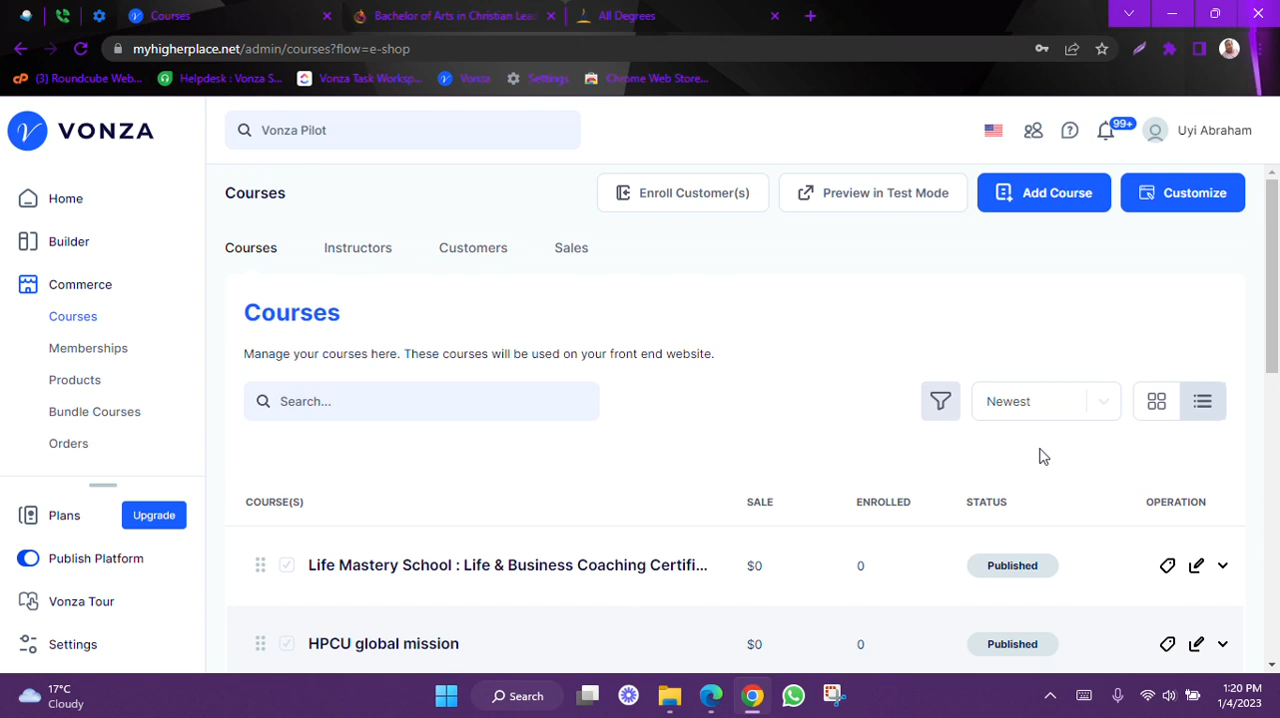 Courses
Bachelor of Arts in Christian Lea
All Degrees
myhigherplace.net/admin/courses?flow=e-shop
(3) Roundcube Web...
Helpdesk : Vonza S...
Vonza Task Worksp...
Vonza
Settings
Chrome Web Store...
VONZA
Vonza Pilot
99+
Uyi Abraham
Home
Builder
Commerce
Courses
Memberships
Products
Bundle Courses
Orders
Plans
Upgrade
Publish Platform
Vonza Tour
Settings
Courses
Enroll Customer(s)
Preview in Test Mode
Add Course
Customize
Courses Instructors Customers Sales
Courses
Manage your courses here. These courses will be used on your front end website.
Search...
Newest
COURSE(S) SALE ENROLLED STATUS OPERATION
Life Mastery School : Life & Business Coaching Certifi... $0 0 Published
HPCU global mission $0 0 Published
17°C
Cloudy
Search
1:20 PM
1/4/2023